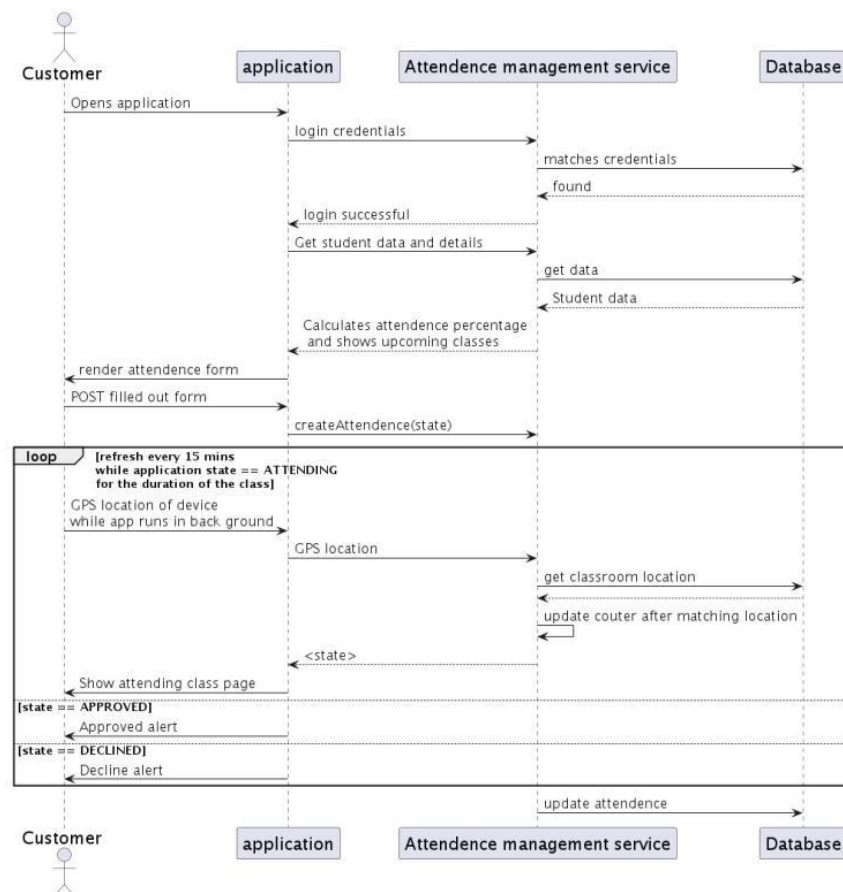 Customer
application
Attendence management service
Database
Opens application
login credentials
matches credentials
found
login successful
Get student data and details
get data
Student data
Calculates attendence percentage
and shows upcoming classes
render attendence form
POST filled out form
createAttendence(state)
loop
[refresh every 15 mins
while application state == ATTENDING
for the duration of the class]
GPS location of device
while app runs in back ground
GPS location
get classroom location
update couter after matching location
<state>
Show attending class page
[state == APPROVED]
Approved alert
[state == DECLINED]
Decline alert
update attendence
Customer
application
Attendence management service
Database